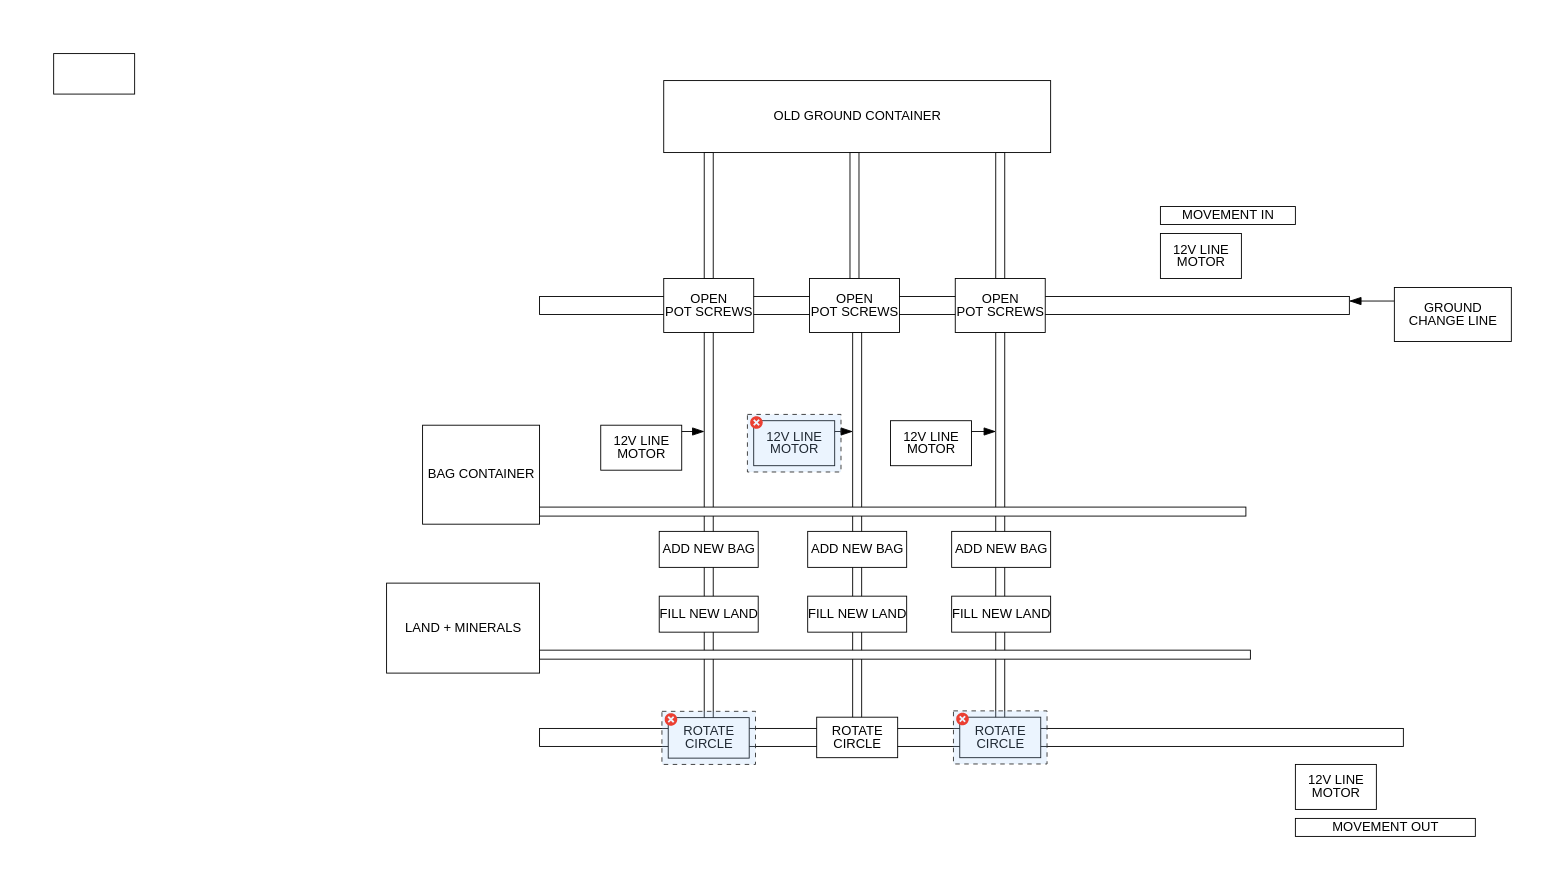 OLD GROUND CONTAINER
MOVEMENT IN
12V LINE
MOTOR
OPEN
POT SCREWS
OPEN
POT SCREWS
OPEN
POT SCREWS
GROUND
CHANGE LINE
12V LINE
MOTOR
12V LINE
MOTOR
12V LINE
MOTOR
BAG CONTAINER
ADD NEW BAG
ADD NEW BAG
ADD NEW BAG
FILL NEW LAND
FILL NEW LAND
FILL NEW LAND
LAND + MINERALS
ROTATE
CIRCLE
ROTATE
CIRCLE
ROTATE
CIRCLE
12V LINE
MOTOR
MOVEMENT OUT